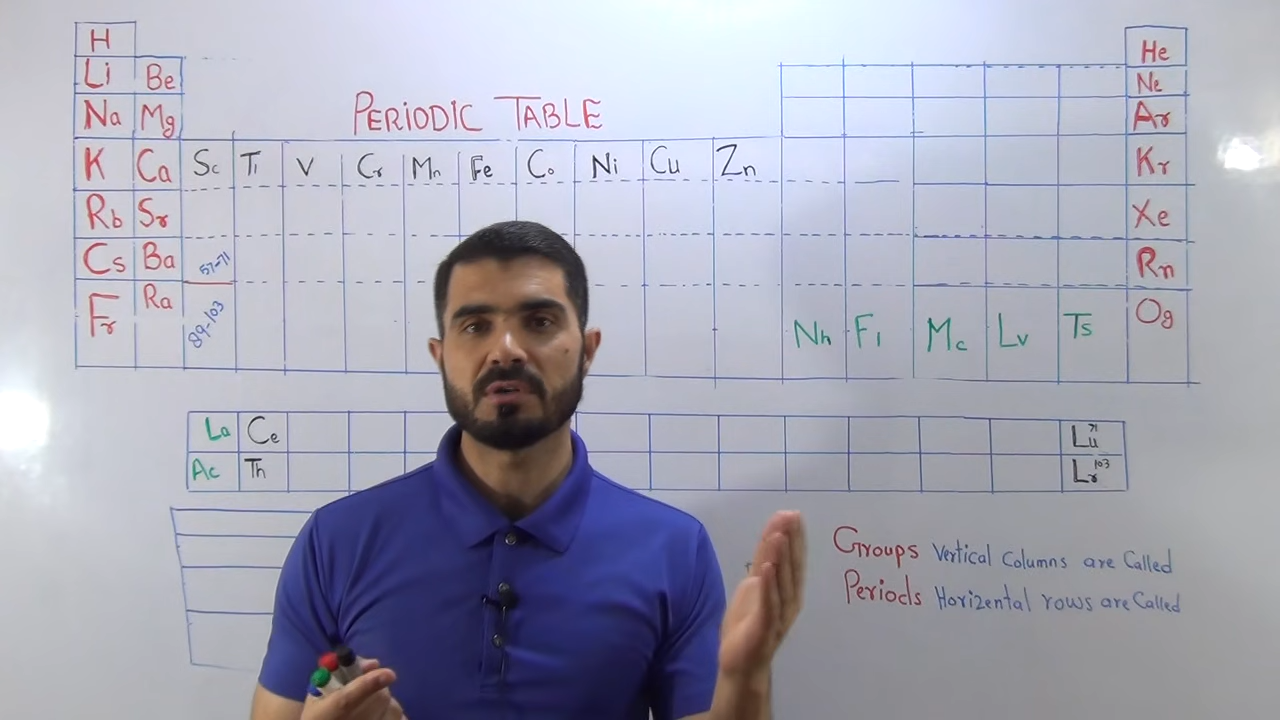 H He
Li Be Ne
PERIODIC TABLE
Na Mg Ar
K Ca Sc Ti V Cr Mn Fe Co Ni Cu Zn Kr
Rb Sr Xe
Cs Ba 57-71 Rn
Fr Ra 89-103 Nh Fl Mc Lv Ts Og
La Ce Lu 71
Ac Th Lr 103
Groups Vertical Columns are Called
Periods Horizental rows are Called